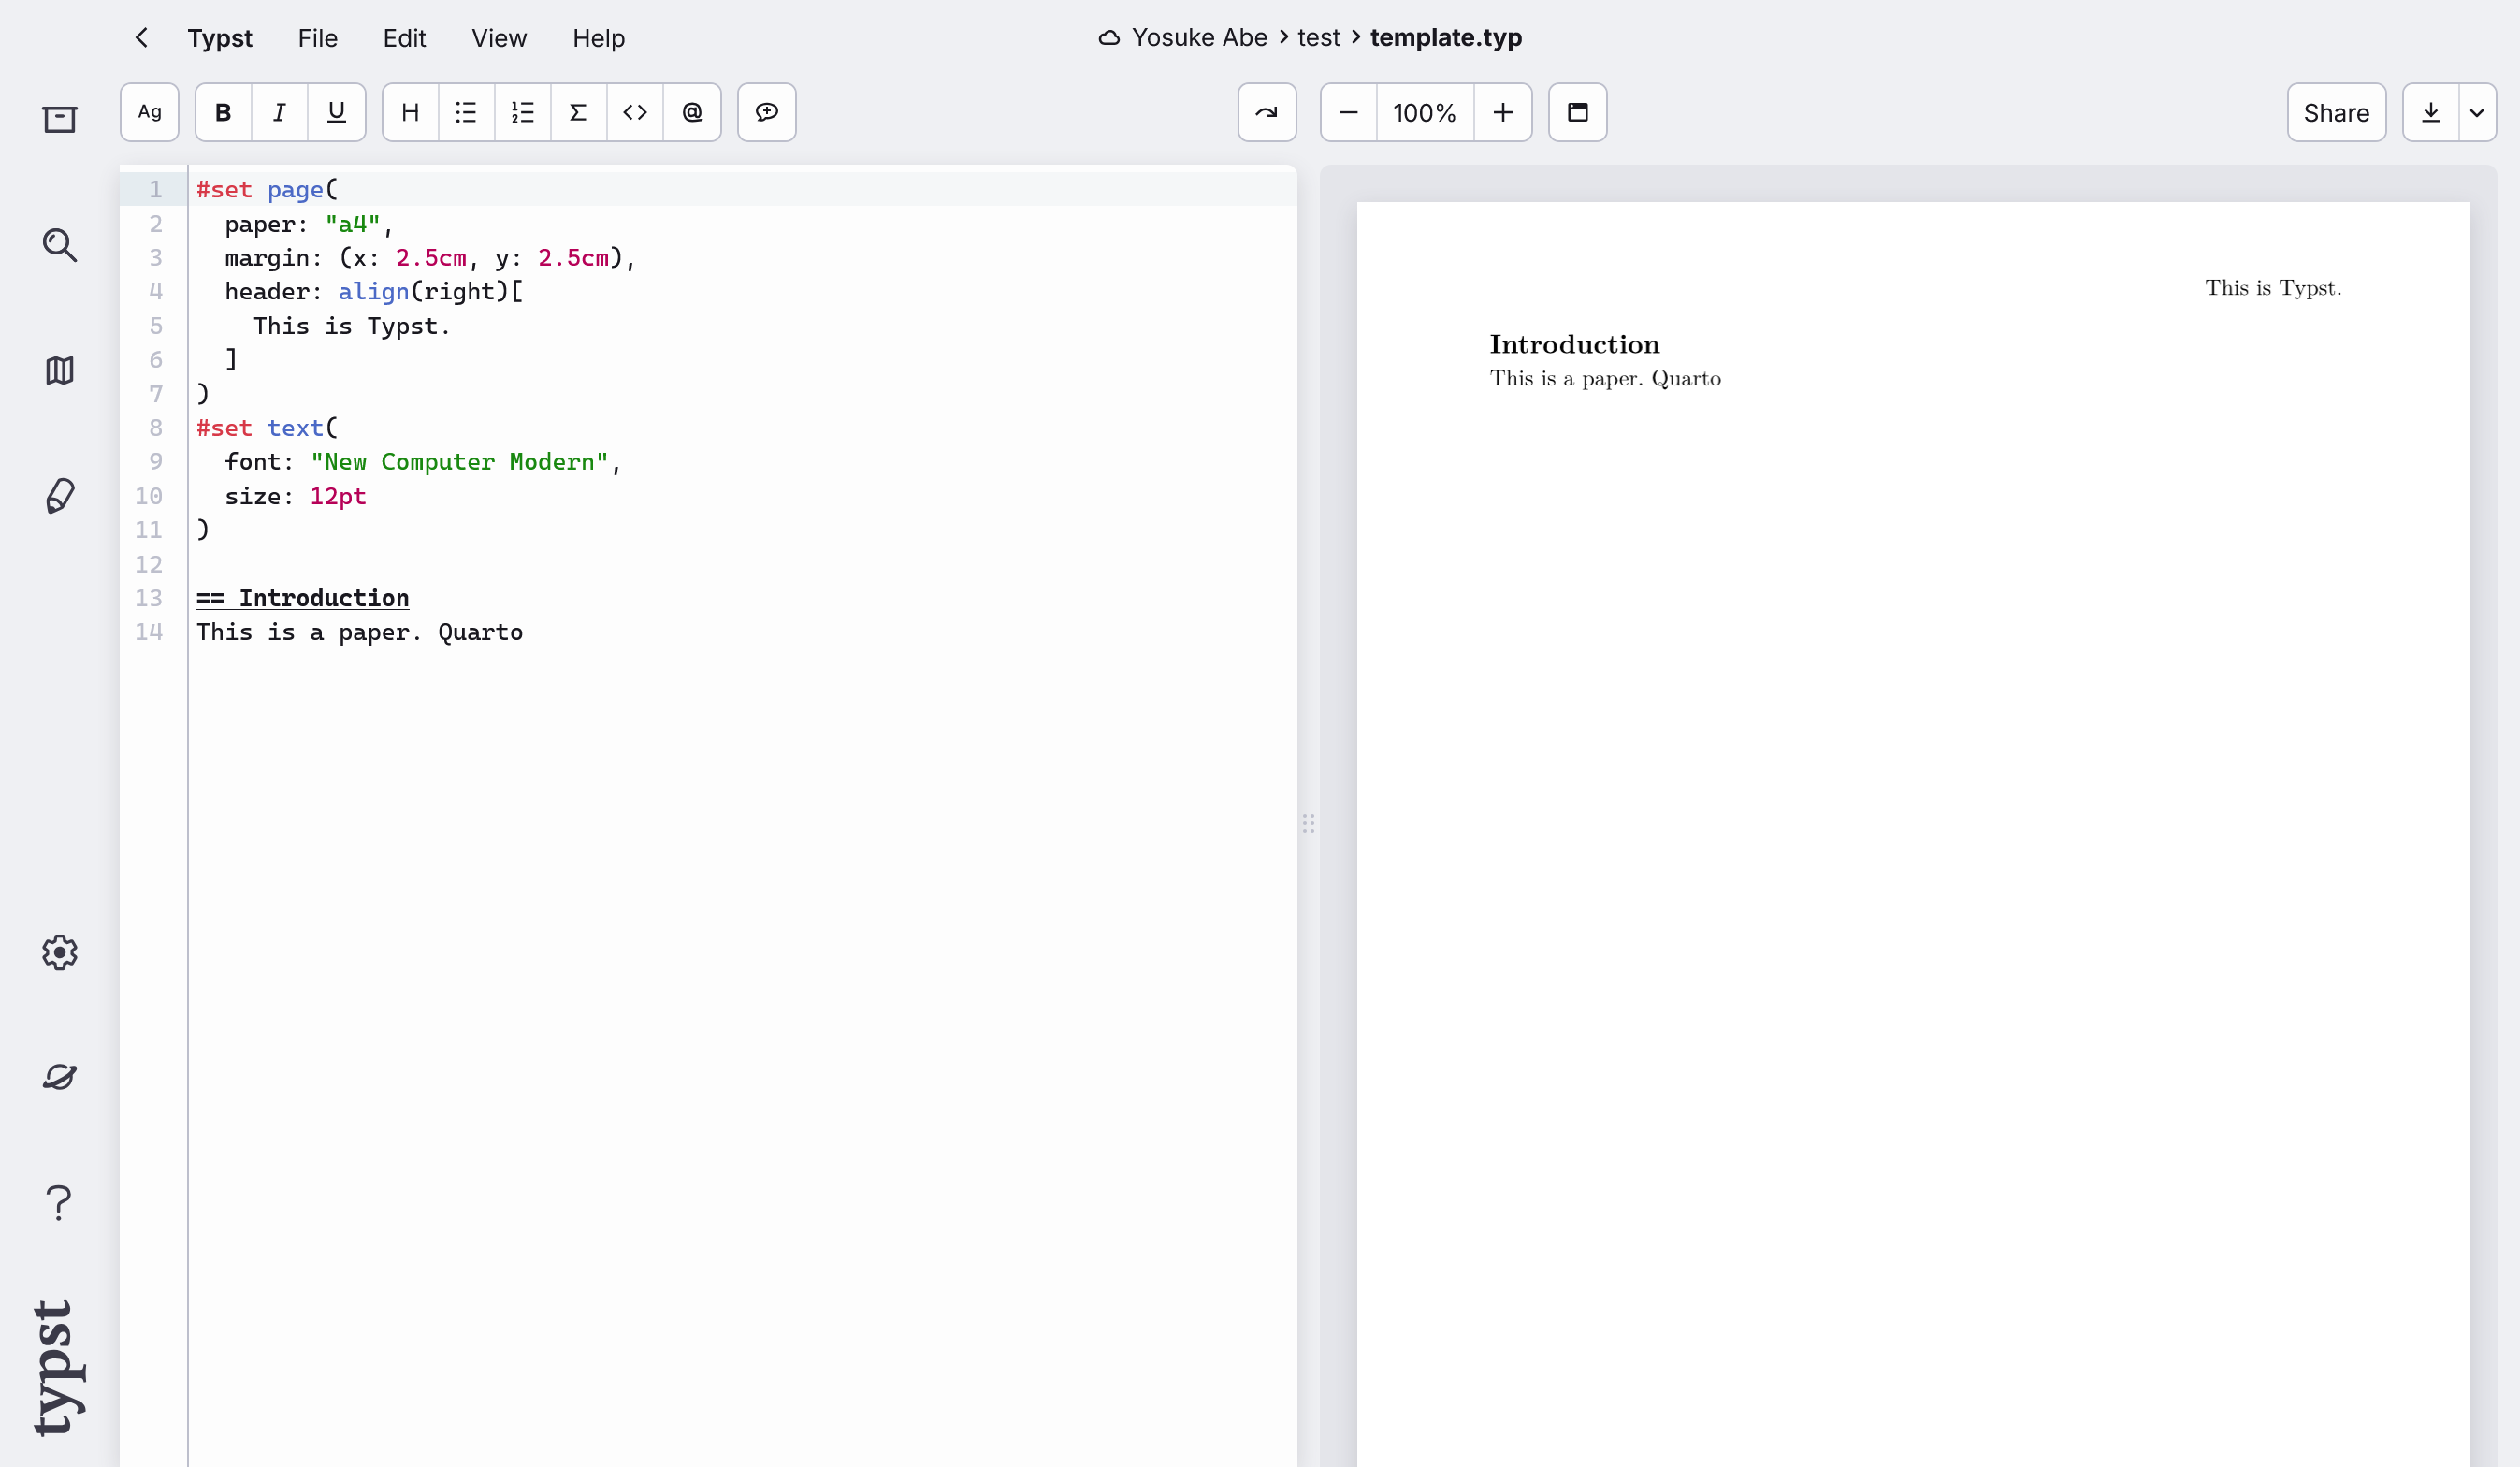 Typst File Edit View Help
Yosuke Abe > test > template.typ
Ag B I U H Σ <> @
100%
Share
1 #set page(
2   paper: "a4",
3   margin: (x: 2.5cm, y: 2.5cm),
4   header: align(right)[
5     This is Typst.
6   ]
7 )
8 #set text(
9   font: "New Computer Modern",
10   size: 12pt
11 )
12
13 == Introduction
14 This is a paper. Quarto
This is Typst.
Introduction
This is a paper. Quarto
typst